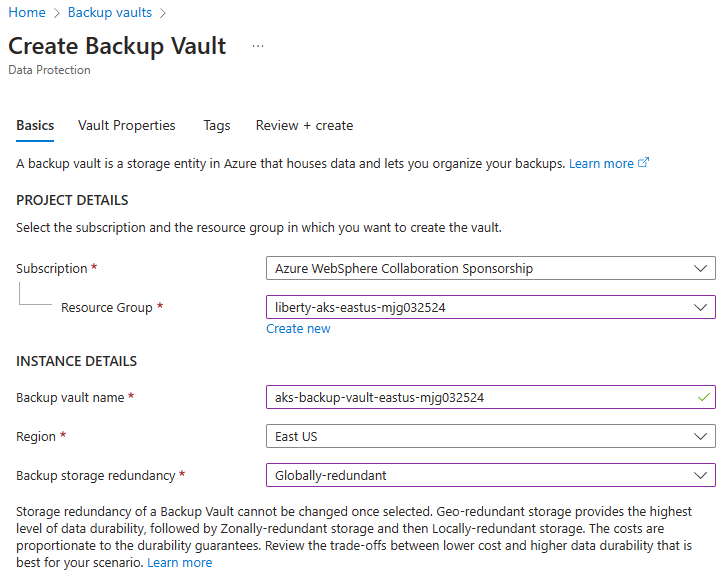 Home > Backup vaults >
Create Backup Vault ...
Data Protection
Basics Vault Properties Tags Review + create
A backup vault is a storage entity in Azure that houses data and lets you organize your backups. Learn more
PROJECT DETAILS
Select the subscription and the resource group in which you want to create the vault.
Subscription * Azure WebSphere Collaboration Sponsorship
Resource Group * liberty-aks-eastus-mjg032524
Create new
INSTANCE DETAILS
Backup vault name * aks-backup-vault-eastus-mjg032524
Region * East US
Backup storage redundancy * Globally-redundant
Storage redundancy of a Backup Vault cannot be changed once selected. Geo-redundant storage provides the highest
level of data durability, followed by Zonally-redundant storage and then Locally-redundant storage. The costs are
proportionate to the durability guarantees. Review the trade-offs between lower cost and higher data durability that is
best for your scenario. Learn more